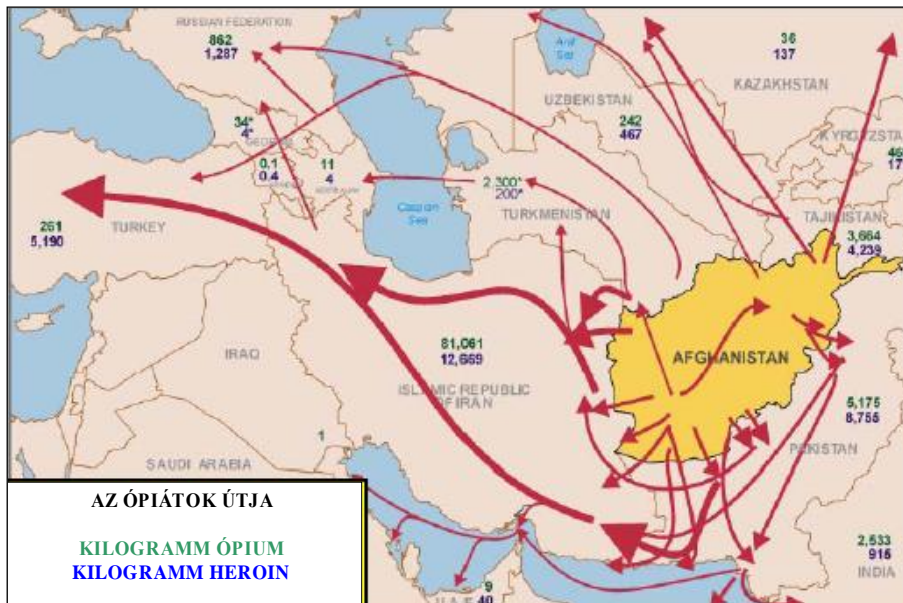 RUSSIAN FEDERATION
862
1,287
Aral
Sea
36
137
KAZAKHSTAN
UZBEKISTAN
242
467
34*
4*
0.1
0.4
11
4
Caspian
Sea
2,300*
200*
TURKMENISTAN
TAJIKISTAN
3,664
4,239
261
5,190
TURKEY
AFGHANISTAN
81,061
12,669
ISLAMIC REPUBLIC
OF IRAN
IRAQ
5,175
8,755
PAKISTAN
1
SAUDI ARABIA
2,533
915
INDIA
9
40
U.A.E
AZ ÓPIÁTOK ÚTJA
KILOGRAMM ÓPIUM
KILOGRAMM HEROIN